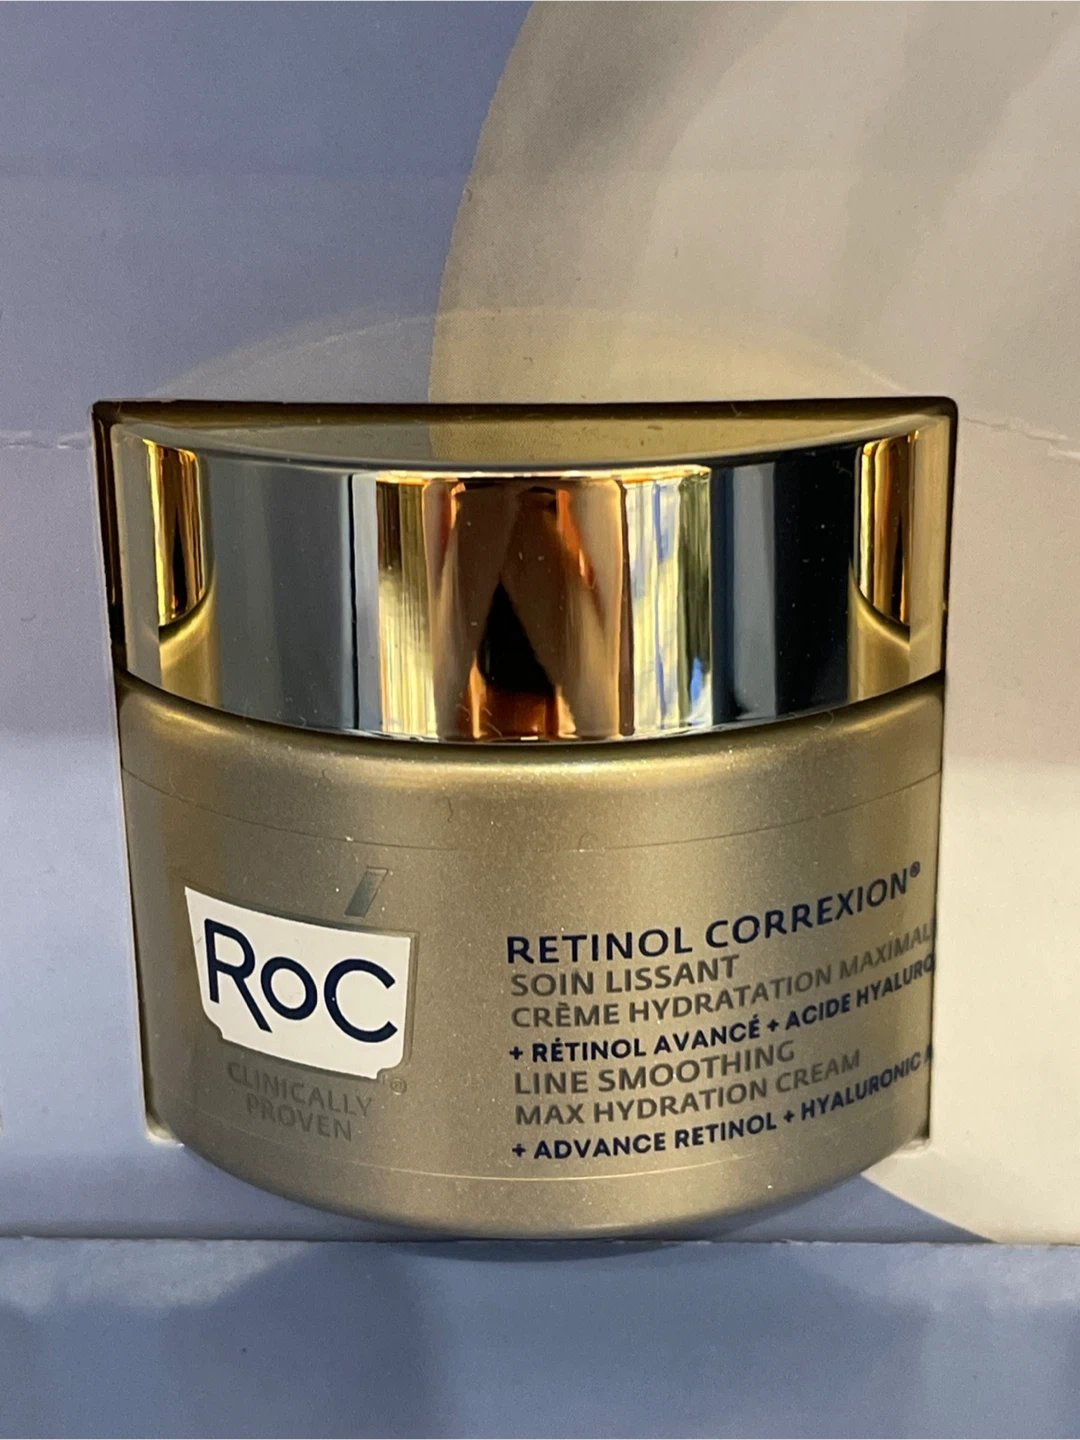 RoC®
CLINICALLY
PROVEN
RETINOL CORREXION®
SOIN LISSANT
CRÈME HYDRATATION
+ RÉTINOL AVANCÉ + ACIDE
LINE SMOOTHING
MAX HYDRATION CREAM
+ ADVANCE RETINOL + HYALURONIC